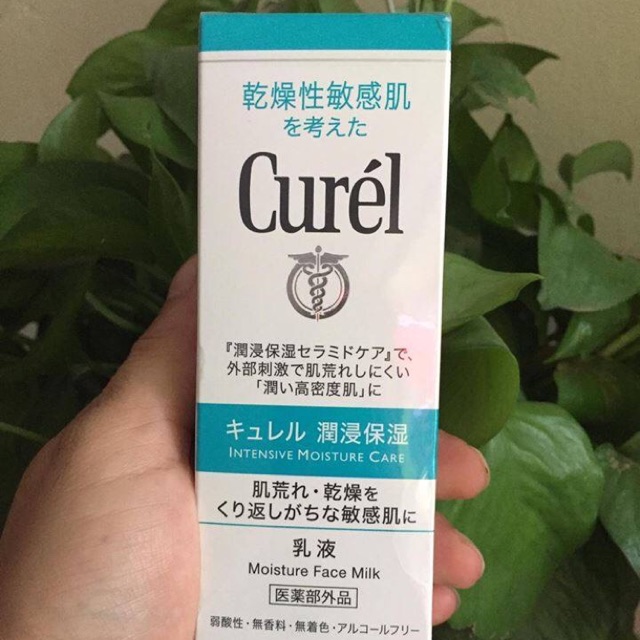 乾燥性敏感肌
を考えた
Curél
『潤浸保湿セラミドケア』で、
外部刺激で肌荒れしにくい
「潤い高密度肌」に
キュレル 潤浸保湿
INTENSIVE MOISTURE CARE
肌荒れ・乾燥を
くり返しがちな敏感肌に
乳液
Moisture Face Milk
医薬部外品
弱酸性・無香料・無着色・アルコールフリー